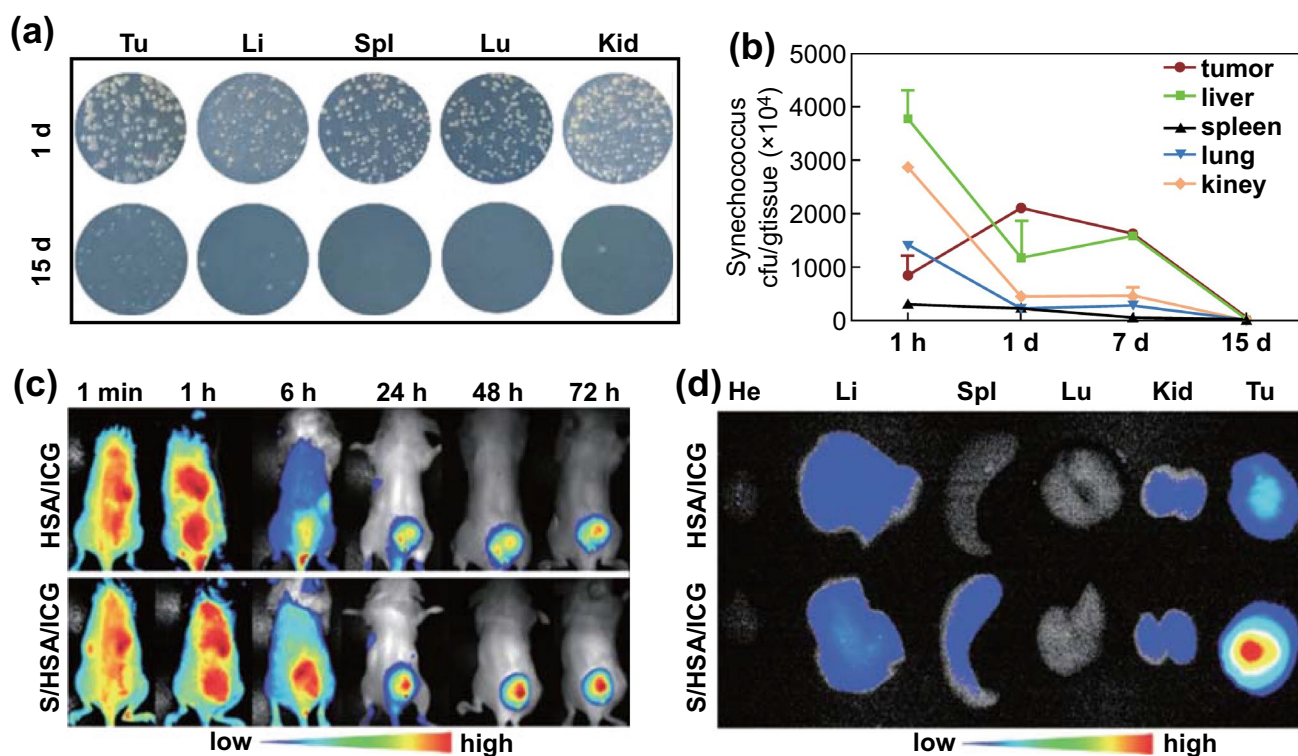 (a)
Tu Li Spl Lu Kid
1 d
15 d
(b)
Synechococcus
cfu/gtissue (×10⁴)
5000
4000
3000
2000
1000
0
1 h 1 d 7 d 15 d
tumor
liver
spleen
lung
kiney
(c)
1 min 1 h 6 h 24 h 48 h 72 h
HSA/ICG
S/HSA/ICG
low high
(d)
He Li Spl Lu Kid Tu
HSA/ICG
S/HSA/ICG
low high